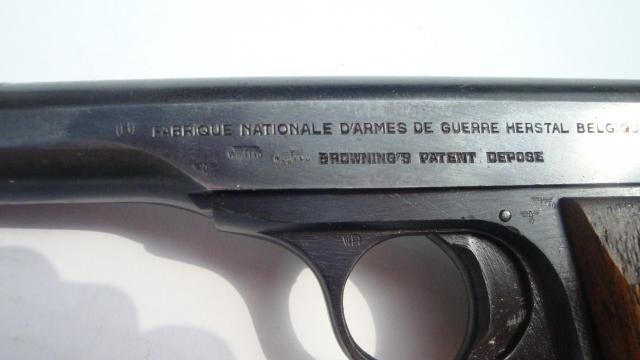 (H) FABRIQUE NATIONALE D'ARMES DE GUERRE HERSTAL BELGIQU
BROWNING'S PATENT DEPOSE